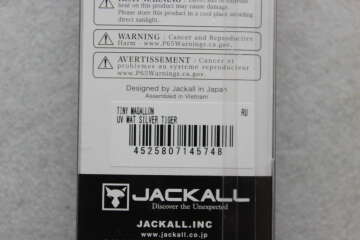 heat on this product may cause damage.
Please store this product in a cool place avoiding
direct sunlight.
WARNING : Cancer and Reproductive
Harm - www.P65Warnings.ca.gov.
AVERTISSEMENT : Cancer et
problèmes du système reproducteur
www.P65Warnings.ca.gov.
Designed by Jackall in Japan
Assembled in Vietnam
TINY MAGALLON RU
UV MAT SILVER TIGER
4525807145748
JACKALL
Discover the Unexpected
JACKALL.INC
www.jackall.co.jp